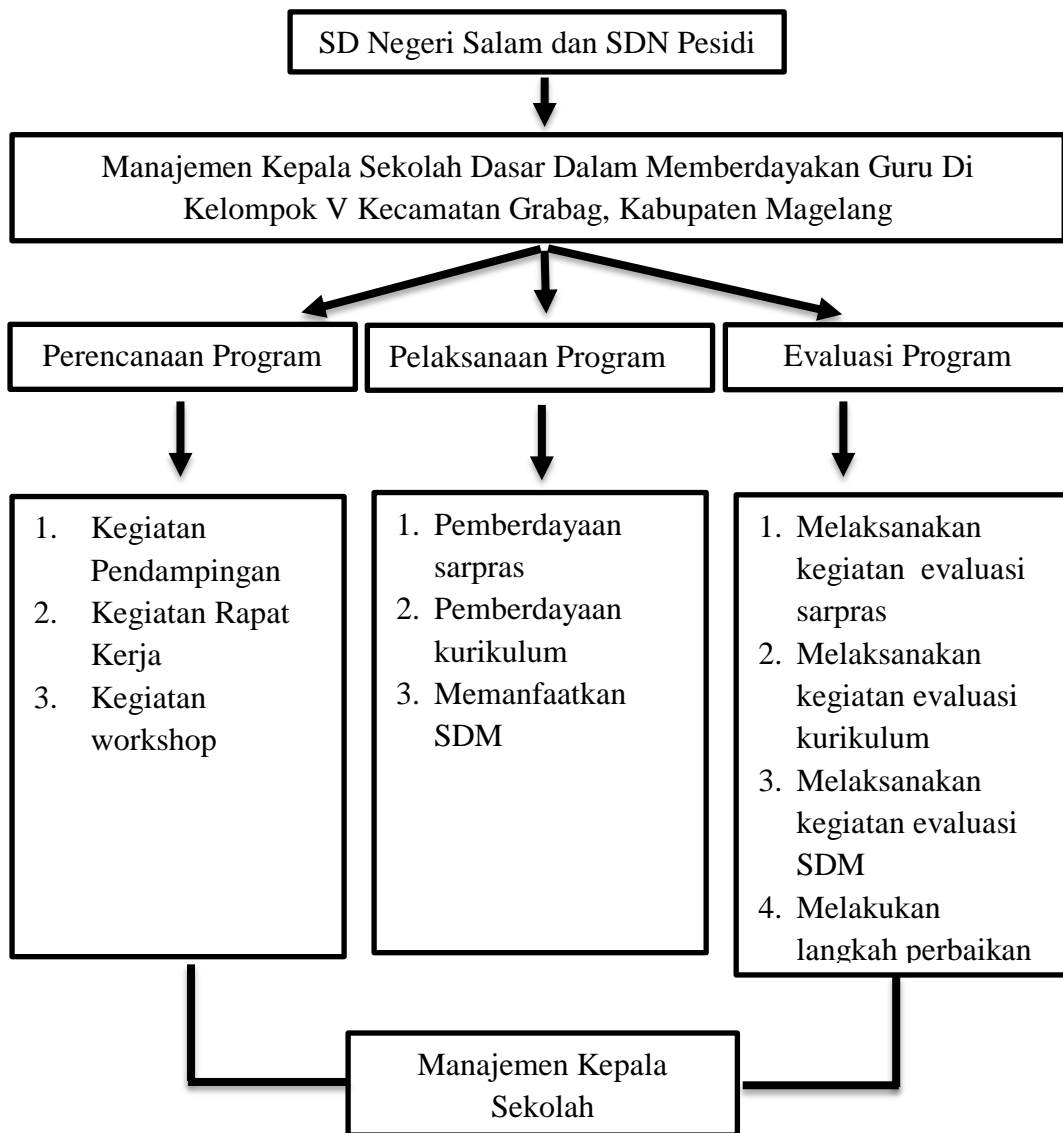 SD Negeri Salam dan SDN Pesidi
Manajemen Kepala Sekolah Dasar Dalam Memberdayakan Guru Di
Kelompok V Kecamatan Grabag, Kabupaten Magelang
Perencanaan Program
Pelaksanaan Program
Evaluasi Program
1. Kegiatan
Pendampingan
2. Kegiatan Rapat
Kerja
3. Kegiatan
workshop
1. Pemberdayaan
sarpras
2. Pemberdayaan
kurikulum
3. Memanfaatkan
SDM
1. Melaksanakan
kegiatan evaluasi
sarpras
2. Melaksanakan
kegiatan evaluasi
kurikulum
3. Melaksanakan
kegiatan evaluasi
SDM
4. Melakukan
langkah perbaikan
Manajemen Kepala
Sekolah